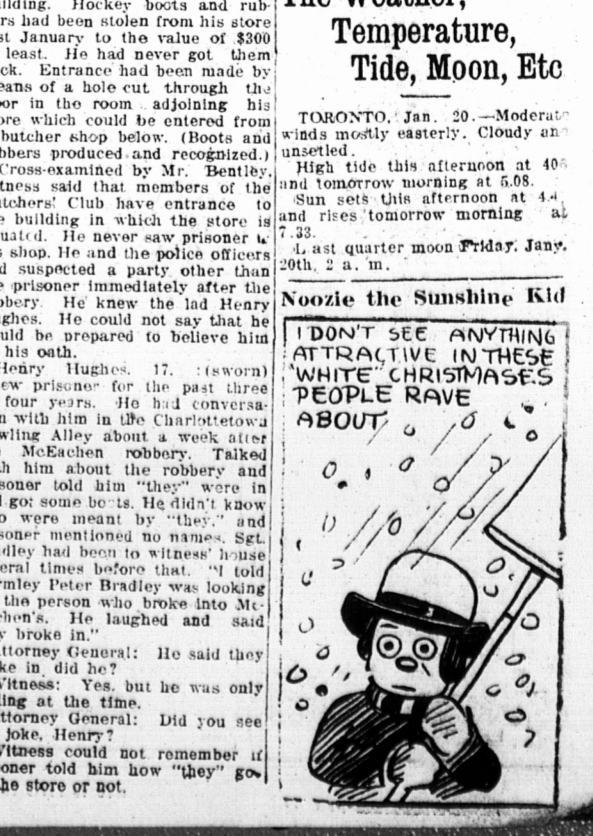 ilding. Hockey boots and rub-
rs had been stolen from his store
st January to the value of $300
least. He had never got them
ck. Entrance had been made by
eans of a hole cut through the
or in the room adjoining his
ore which could be entered from
butcher shop below. (Boots and
bbers produced and recognized.)
Cross-examined by Mr. Bentley,
tness said that members of the
tchers' Club have entrance to
e building in which the store is
uated. He never saw prisoner
s shop. He and the police officers
d suspected a party other than
e prisoner immediately after the
bbery. He knew the lad Henry
ghes. He could not say that he
uld be prepared to believe him
his oath.
Henry Hughes. 17. (sworn)
ew prisoner for the past three
four years. He had conversa-
n with him in the Charlottetown
wling Alley about a week after
McEachen robbery. Talked
h him about the robbery and
soner told him "they" were in
d got some boots. He didn't know
o were meant by "they," and
soner mentioned no names. Sgt.
dley had been to witness' house
eral times before that. "I told
rmley Peter Bradley was looking
the person who broke into Mc-
hen's. He laughed and said
y broke in."
ttorney General: He said they
ke in did he?
Witness: Yes. but he was only
ling at the time.
ttorney General: Did you see
joke, Henry?
Witness could not remember if
oner told him how "they" go
he store or not.
The Weather,
Temperature,
Tide, Moon, Etc
TORONTO, Jan. 20.—Moderate
winds mostly easterly. Cloudy an
unsetled.
High tide this afternoon at 40
and tomorrow morning at 5.08.
Sun sets this afternoon at 4.4
and rises tomorrow morning at
7.33.
Last quarter moon Friday, Jany.
20th, 2 a. m.
Noozie the Sunshine Kid
I DON'T SEE ANYTHING
ATTRACTIVE IN THESE
"WHITE" CHRISTMASES
PEOPLE RAVE
ABOUT